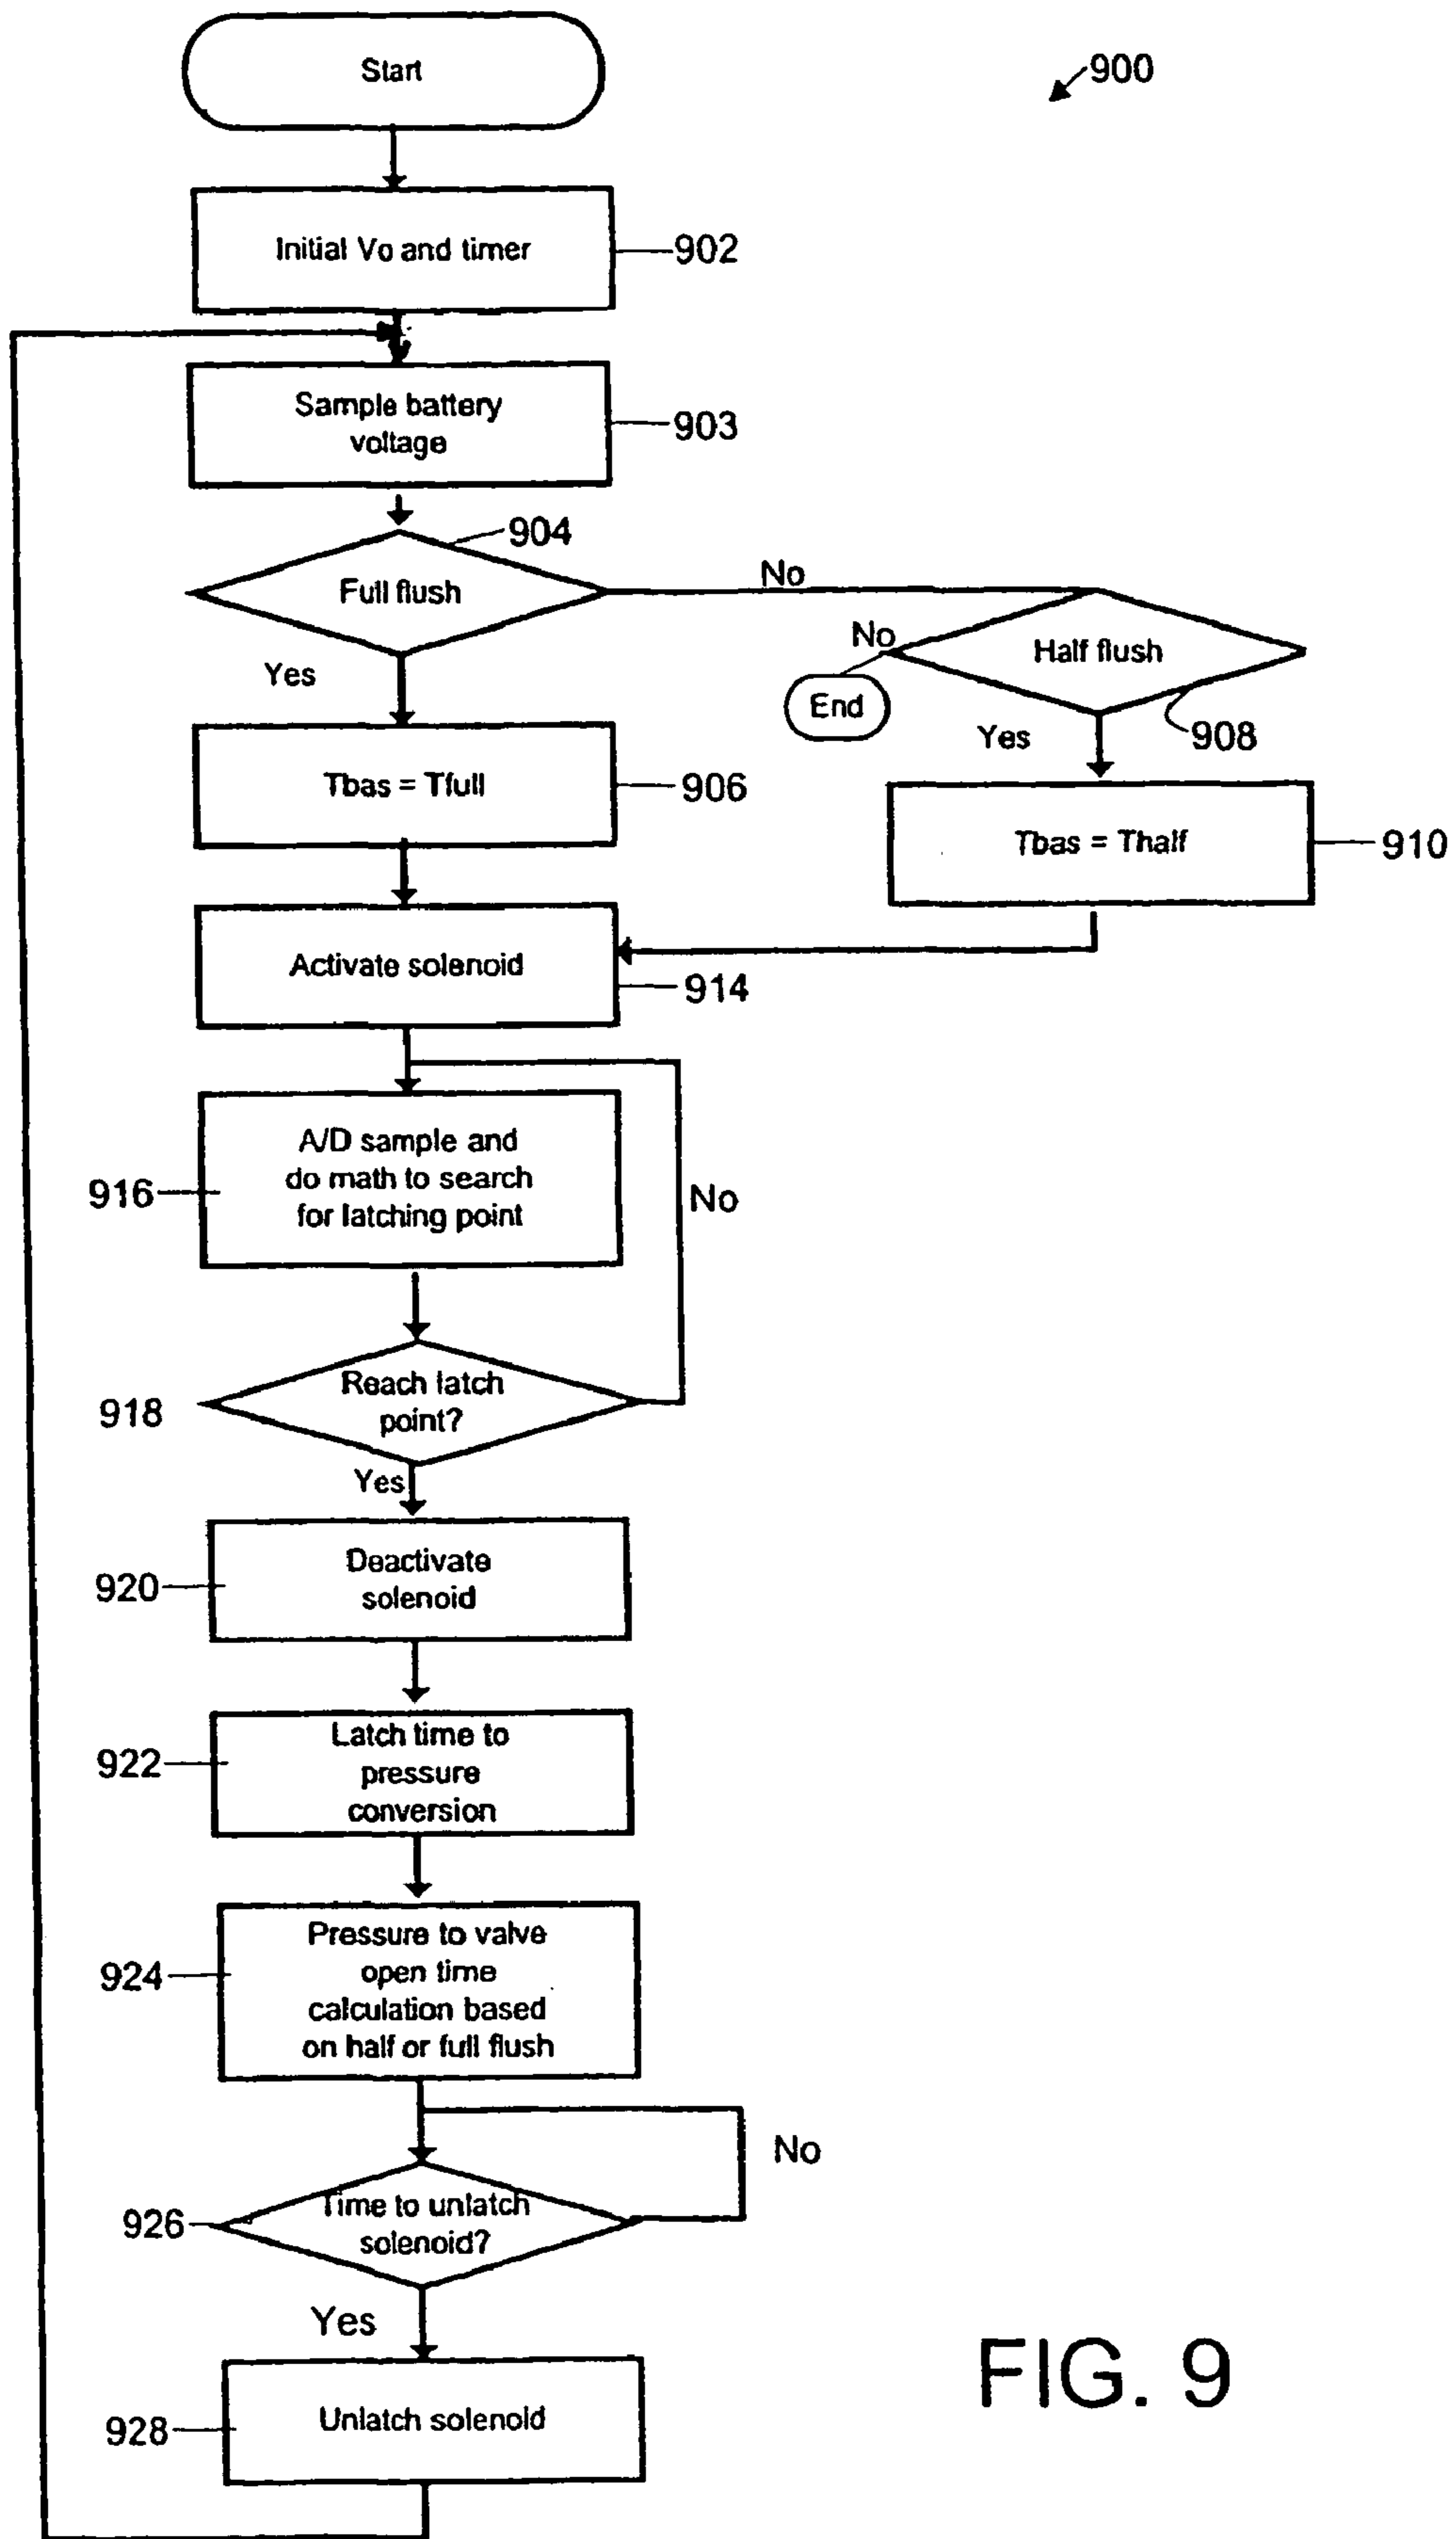 Start
900
Initial Vo and timer
902
Sample battery
voltage
903
904
Full flush
No
Yes
No
Half flush
End
Yes
908
Tbas = Tfull
906
Tbas = Thalf
910
Activate solenoid
914
A/D sample and
do math to search
for latching point
916
No
Reach latch
point?
918
Yes
Deactivate
solenoid
920
Latch time to
pressure
conversion
922
Pressure to valve
open time
calculation based
on half or full flush
924
No
Time to unlatch
solenoid?
926
Yes
Unlatch solenoid
928
FIG. 9